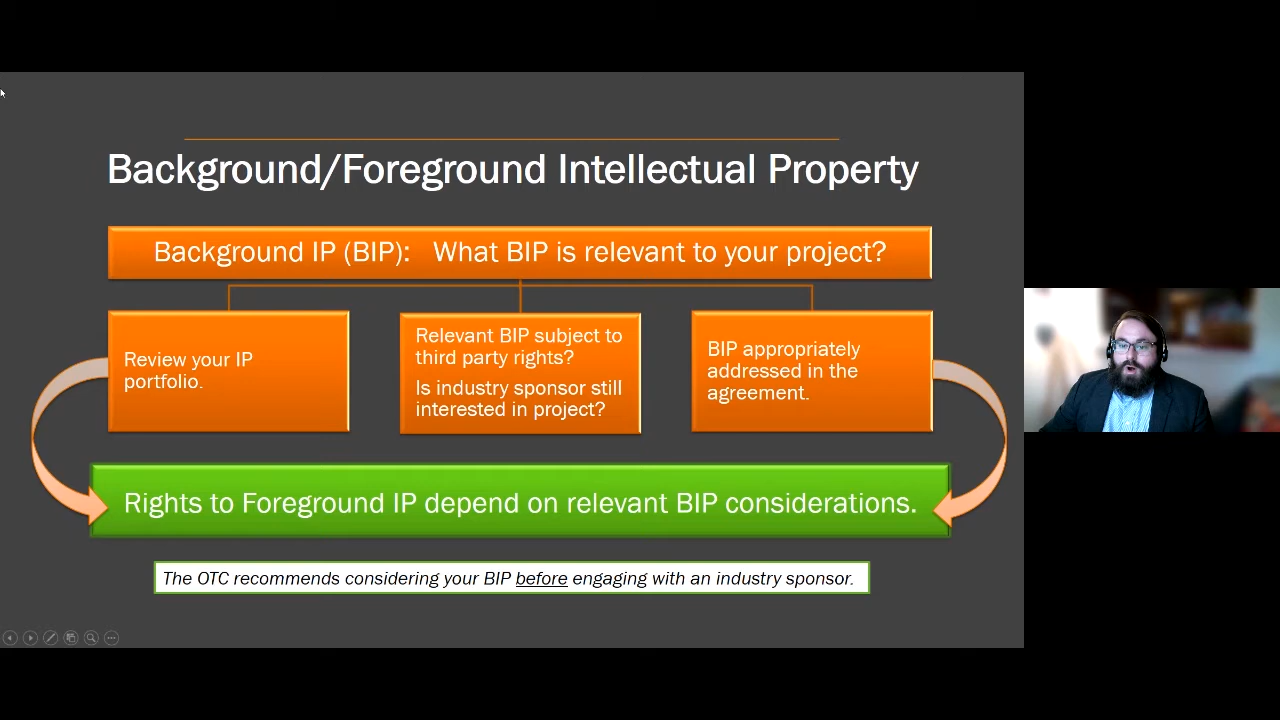 Background/Foreground Intellectual Property
Background IP (BIP): What BIP is relevant to your project?
Review your IP
portfolio.
Relevant BIP subject to
third party rights?
Is industry sponsor still
interested in project?
BIP appropriately
addressed in the
agreement.
Rights to Foreground IP depend on relevant BIP considerations.
The OTC recommends considering your BIP before engaging with an industry sponsor.